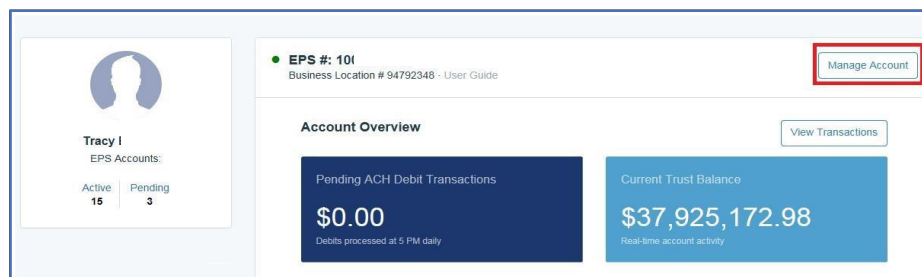 EPS #: 10
Business Location # 94792348 - User Guide
Manage Account
Tracy
EPS Accounts:
Active Pending
15 3
Account Overview
View Transactions
Pending ACH Debit Transactions
$0.00
Debits processed at 5 PM daily
Current Trust Balance
$37,925,172.98
Real-time account activity